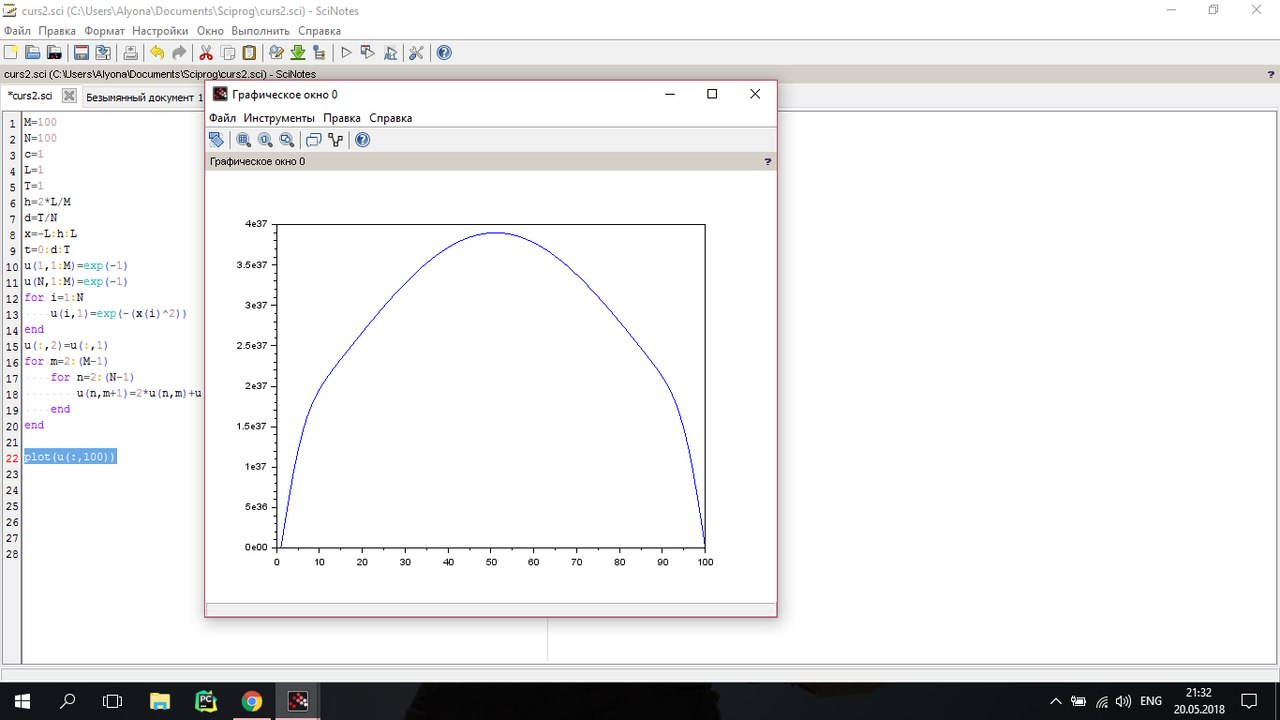 curs2.sci (C:\Users\Alyona\Documents\Sciprog\curs2.sci) - SciNotes
Файл Правка Формат Настройки Окно Выполнить Справка
curs2.sci (C:\Users\Alyona\Documents\Sciprog\curs2.sci) - SciNotes ?
*curs2.sci Безымянный документ 1
Графическое окно 0
Файл Инструменты Правка Справка
Графическое окно 0 ?
1 M=100
2 N=100
3 c=1
4 L=1
5 T=1
6 h=2*L/M
7 d=T/N
8 x=-L:h:L
9 t=0:d:T
10 u(1,1:M)=exp(-1)
11 u(N,1:M)=exp(-1)
12 for i=1:N
13 u(i,1)=exp(-(x(i)^2))
14 end
15 u(:,2)=u(:,1)
16 for m=2:(M-1)
17 for n=2:(N-1)
18 u(n,m+1)=2*u(n,m)+u
19 end
20 end
21
22 plot(u(:,100))
23
24
25
26
27
28
4e37
3.5e37
3e37
2.5e37
2e37
1.5e37
1e37
5e36
0e00
0 10 20 30 40 50 60 70 80 90 100
PC
ENG
21:32
20.05.2018